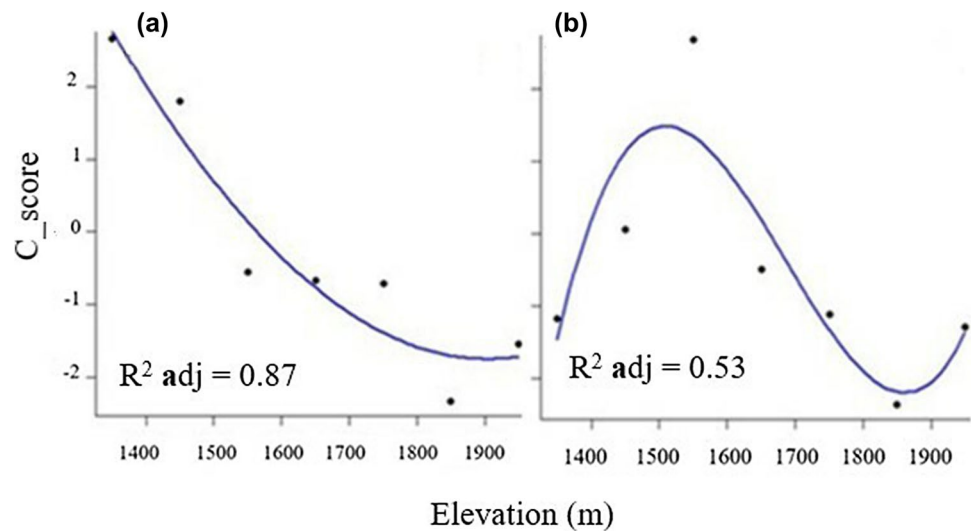 (a)
(b)
C_score
2
1
0
-1
-2
R² adj = 0.87
R² adj = 0.53
1400 1500 1600 1700 1800 1900
1400 1500 1600 1700 1800 1900
Elevation (m)